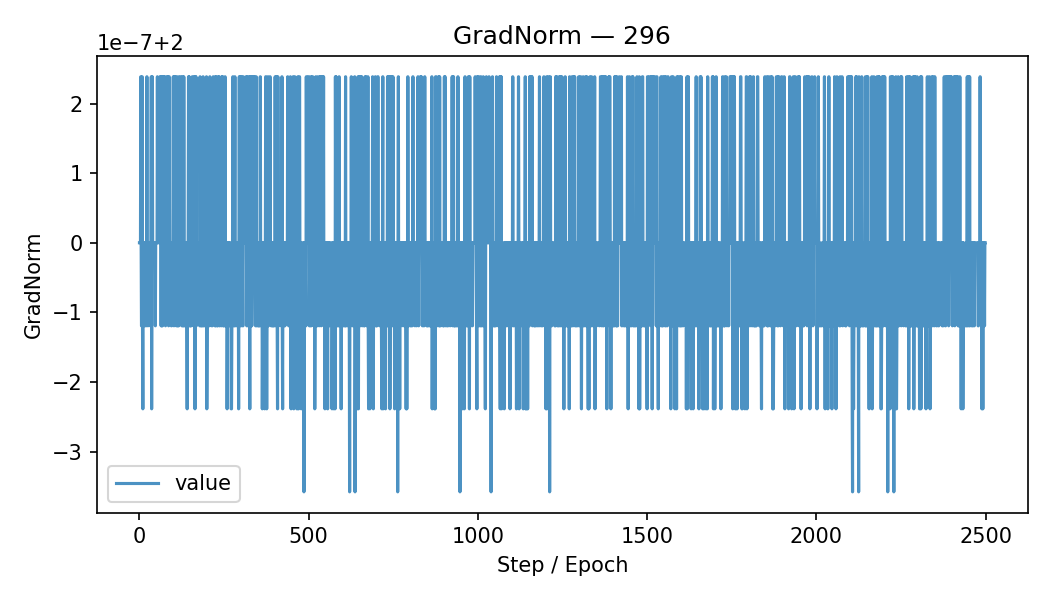 GradNorm — 296
1e−7+2
2
1
0
−1
−2
−3
GradNorm
value
0 500 1000 1500 2000 2500
Step / Epoch